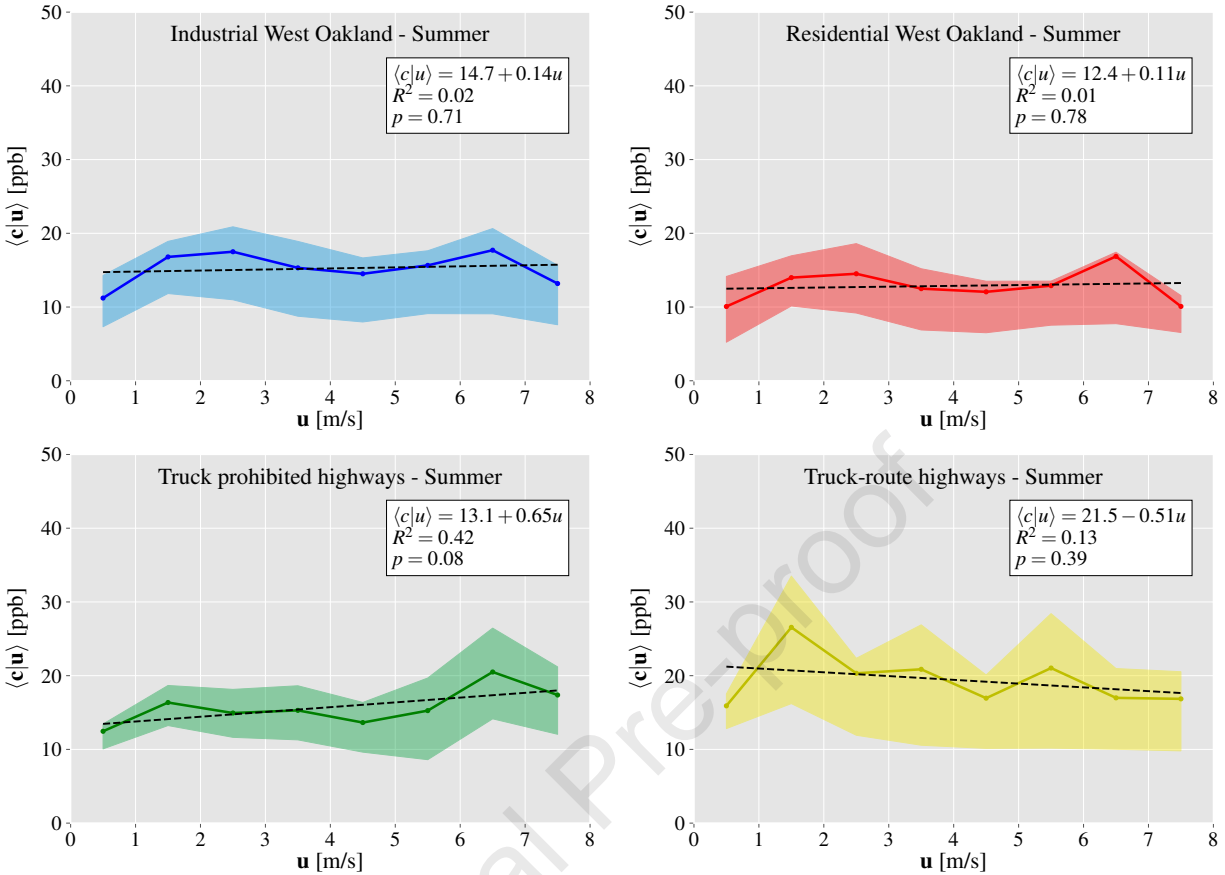 Industrial West Oakland - Summer
⟨c|u⟩ = 14.7 + 0.14u
R² = 0.02
p = 0.71
50
40
30
20
10
0
⟨c|u⟩ [ppb]
0 1 2 3 4 5 6 7 8
u [m/s]
Residential West Oakland - Summer
⟨c|u⟩ = 12.4 + 0.11u
R² = 0.01
p = 0.78
50
40
30
20
10
0
⟨c|u⟩ [ppb]
0 1 2 3 4 5 6 7 8
u [m/s]
Truck prohibited highways - Summer
⟨c|u⟩ = 13.1 + 0.65u
R² = 0.42
p = 0.08
50
40
30
20
10
0
⟨c|u⟩ [ppb]
0 1 2 3 4 5 6 7 8
u [m/s]
Truck-route highways - Summer
⟨c|u⟩ = 21.5 − 0.51u
R² = 0.13
p = 0.39
50
40
30
20
10
0
⟨c|u⟩ [ppb]
0 1 2 3 4 5 6 7 8
u [m/s]
al Pre-proof